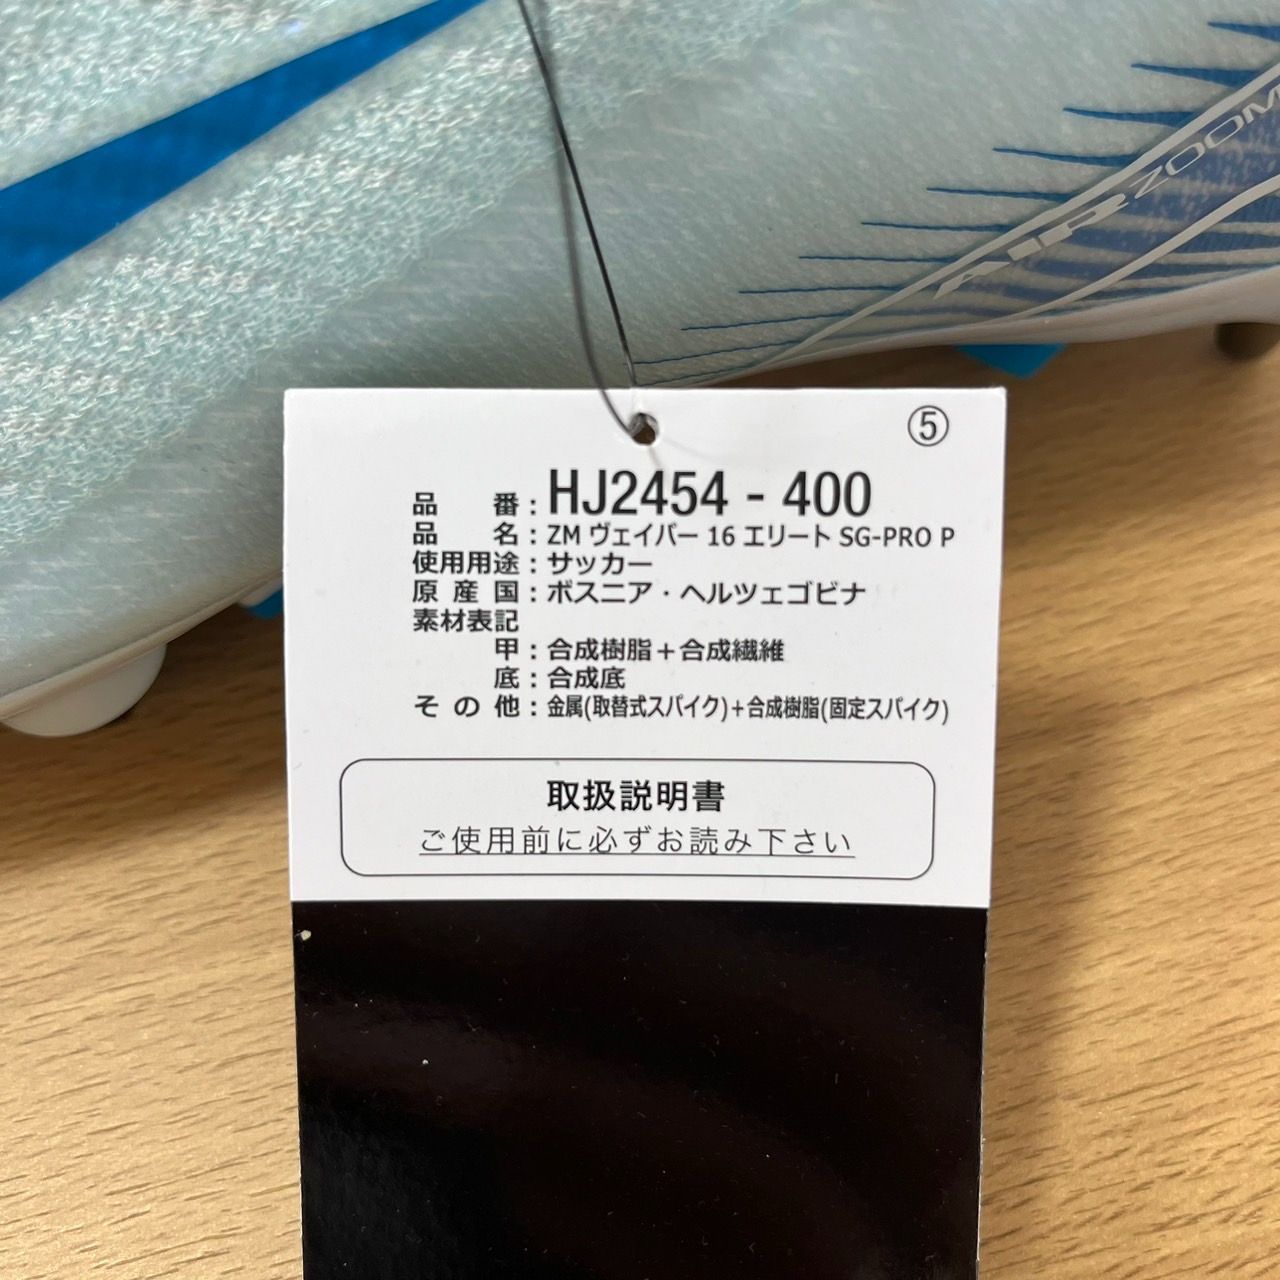 AIR ZOOM
⑤
品番：HJ2454 - 400
品名：ZM ヴェイパー 16 エリート SG-PRO P
使用用途：サッカー
原産国：ボスニア・ヘルツェゴビナ
素材表記
甲：合成樹脂＋合成繊維
底：合成底
その他：金属(取替式スパイク)＋合成樹脂(固定スパイク)
取扱説明書
ご使用前に必ずお読み下さい